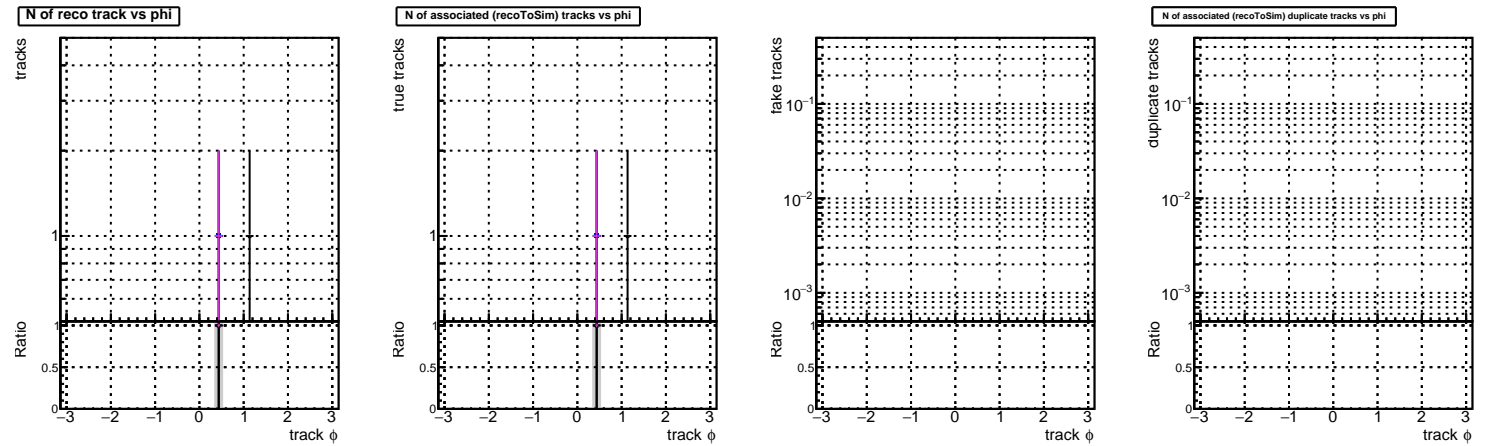 N of reco track vs phi
tracks
1
Ratio
1
0.5
0
−3 −2 −1 0 1 2 3
track ϕ
N of associated (recoToSim) tracks vs phi
true tracks
1
Ratio
1
0.5
0
−3 −2 −1 0 1 2 3
track ϕ
fake tracks
10⁻¹
10⁻²
10⁻³
Ratio
1
0.5
0
−3 −2 −1 0 1 2 3
track ϕ
N of associated (recoToSim) duplicate tracks vs phi
duplicate tracks
10⁻¹
10⁻²
10⁻³
Ratio
1
0.5
0
−3 −2 −1 0 1 2 3
track ϕ